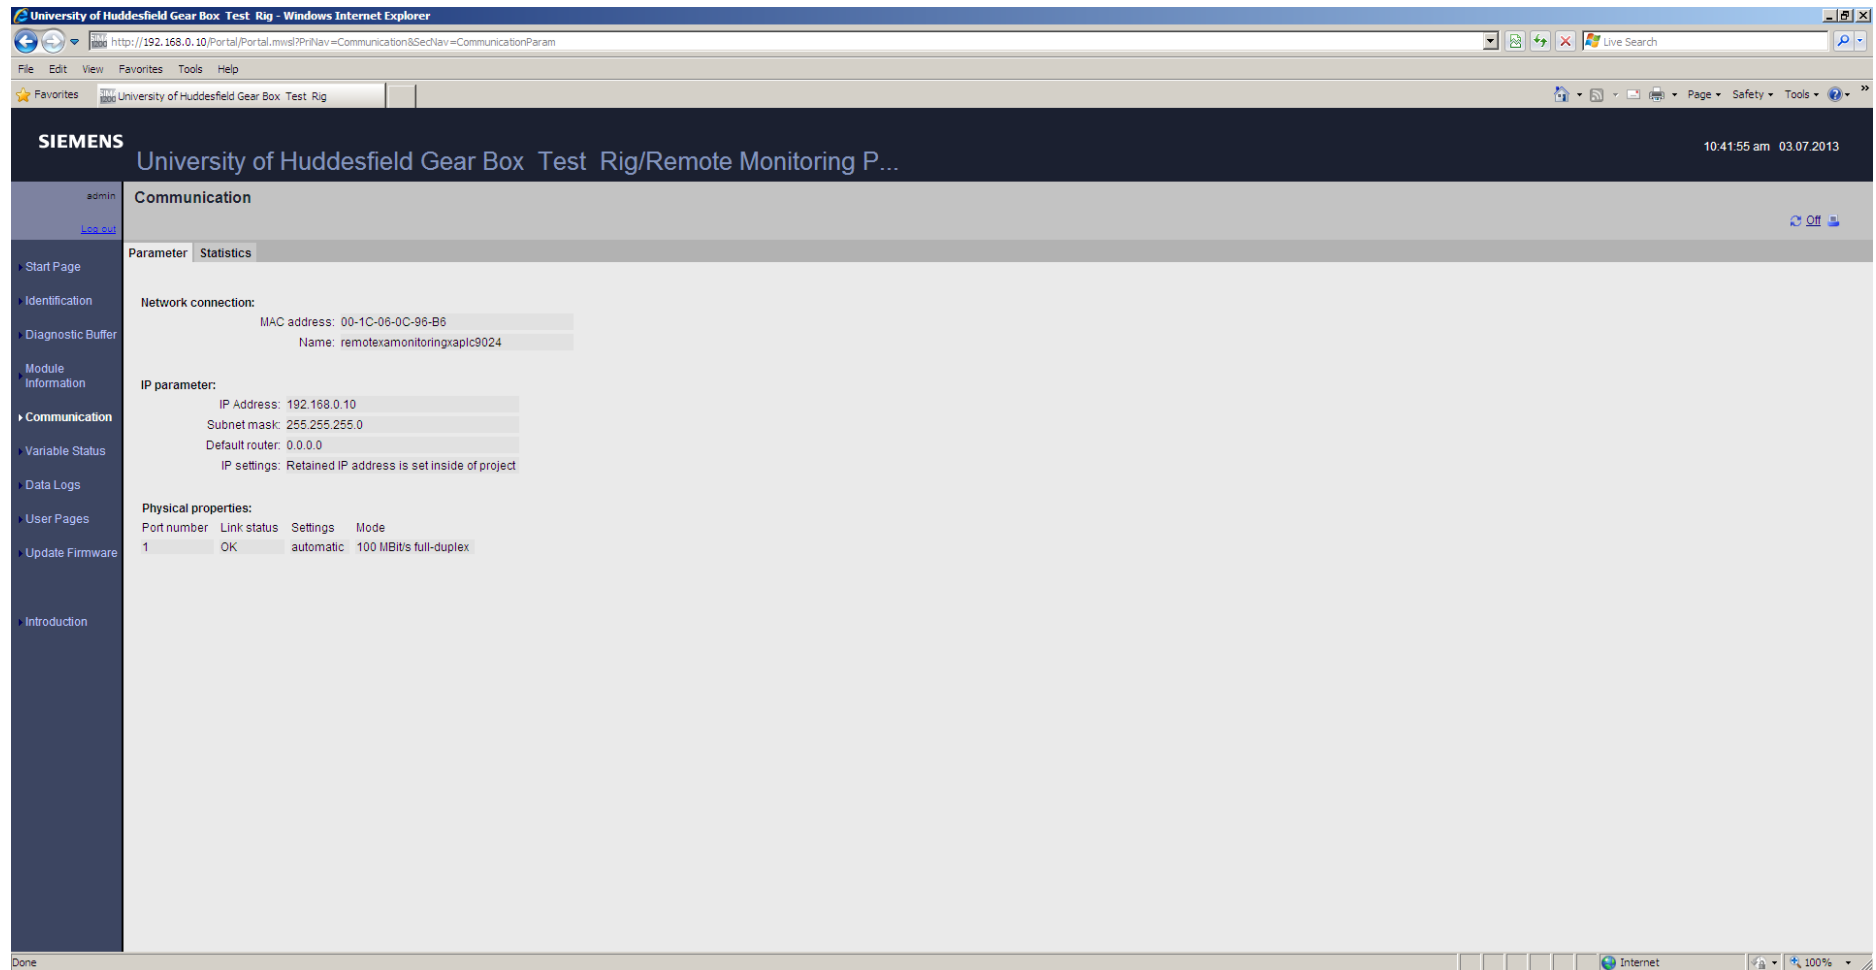 University of Huddesfield Gear Box  Test  Rig - Windows Internet Explorer
http://192.168.0.10/Portal/Portal.mwsl?PriNav=Communication&SecNav=CommunicationParam
Live Search
File Edit View Favorites Tools Help
Favorites University of Huddesfield Gear Box  Test  Rig
Page Safety Tools »
SIEMENS
University of Huddesfield Gear Box  Test  Rig/Remote Monitoring P...
10:41:55 am 03.07.2013
admin
Log out
Communication
Off
Parameter Statistics
Start Page
Identification
Diagnostic Buffer
Module
Information
Communication
Variable Status
Data Logs
User Pages
Update Firmware
Introduction
Network connection:
MAC address: 00-1C-06-0C-96-B6
Name: remotexamonitoringxaplc9024
IP parameter:
IP Address: 192.168.0.10
Subnet mask: 255.255.255.0
Default router: 0.0.0.0
IP settings: Retained IP address is set inside of project
Physical properties:
Port number Link status Settings Mode
1 OK automatic 100 MBit/s full-duplex
Done
Internet
100%